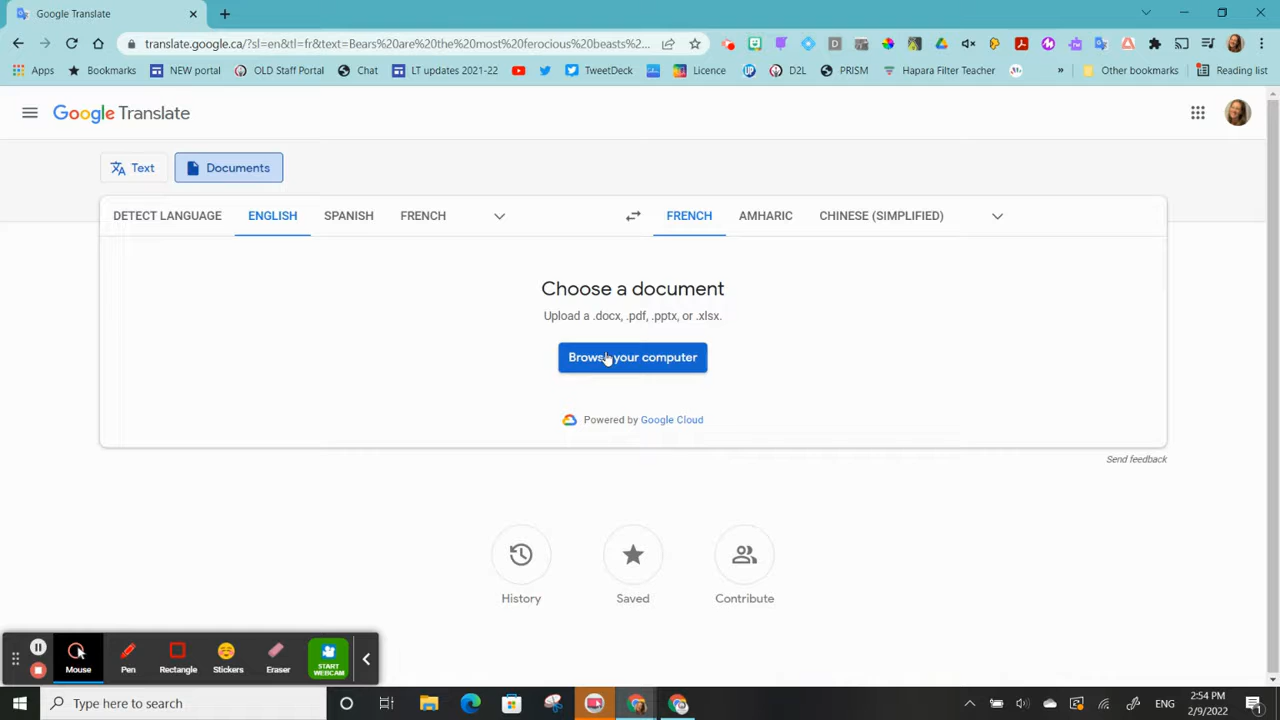 Google Translate
translate.google.ca/?sl=en&tl=fr&text=Bears%20are%20the%20most%20ferocious%20beasts%2...
Apps
Bookmarks
NEW portal
OLD Staff Portal
Chat
LT updates 2021-22
TweetDeck
Licence
UP
D2L
PRISM
Hapara Filter Teacher
»
Other bookmarks
Reading list
Google Translate
Text
Documents
DETECT LANGUAGE
ENGLISH
SPANISH
FRENCH
FRENCH
AMHARIC
CHINESE (SIMPLIFIED)
Choose a document
Upload a .docx, .pdf, .pptx, or .xlsx.
Browse your computer
Powered by Google Cloud
Send feedback
History
Saved
Contribute
Mouse
Pen
Rectangle
Stickers
Eraser
START
WEBCAM
Type here to search
ENG
2:54 PM
2/9/2022